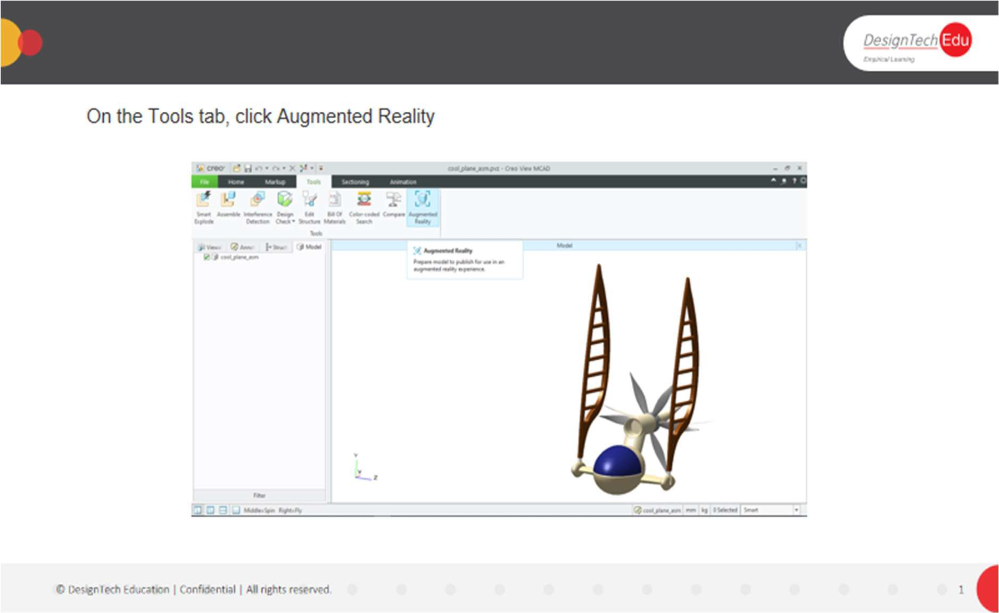 DesignTech Edu
Empirical Learning
On the Tools tab, click Augmented Reality
creo
cool_plane_asm.pvz - Creo View MCAD
File Home Markup Tools Sectioning Animation
Smart Explode
Assemble
Interference Detection
Design Check
Edit Structure
Bill Of Materials
Color-coded Search
Compare
Augmented Reality
Tools
Annot Struct Model
Model
cool_plane_asm
Augmented Reality
Prepare model to publish for use in an
augmented reality experience.
Y
Z
Filter
Middle=Spin Right=Fly
cool_plane_asm mm kg 0 Selected Smart
© DesignTech Education | Confidential | All rights reserved.
1